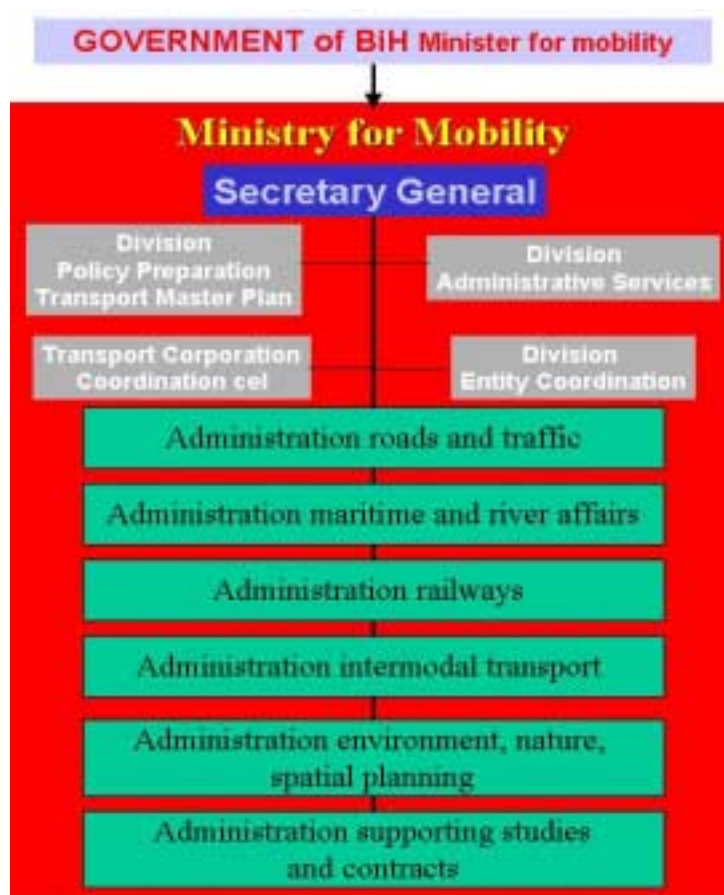 GOVERNMENT of BiH Minister for mobility
Ministry for Mobility
Secretary General
Division
Policy Preparation
Transport Master Plan
Division
Administrative Services
Transport Corporation
Coordination cel
Division
Entity Coordination
Administration roads and traffic
Administration maritime and river affairs
Administration railways
Administration intermodal transport
Administration environment, nature,
spatial planning
Administration supporting studies
and contracts